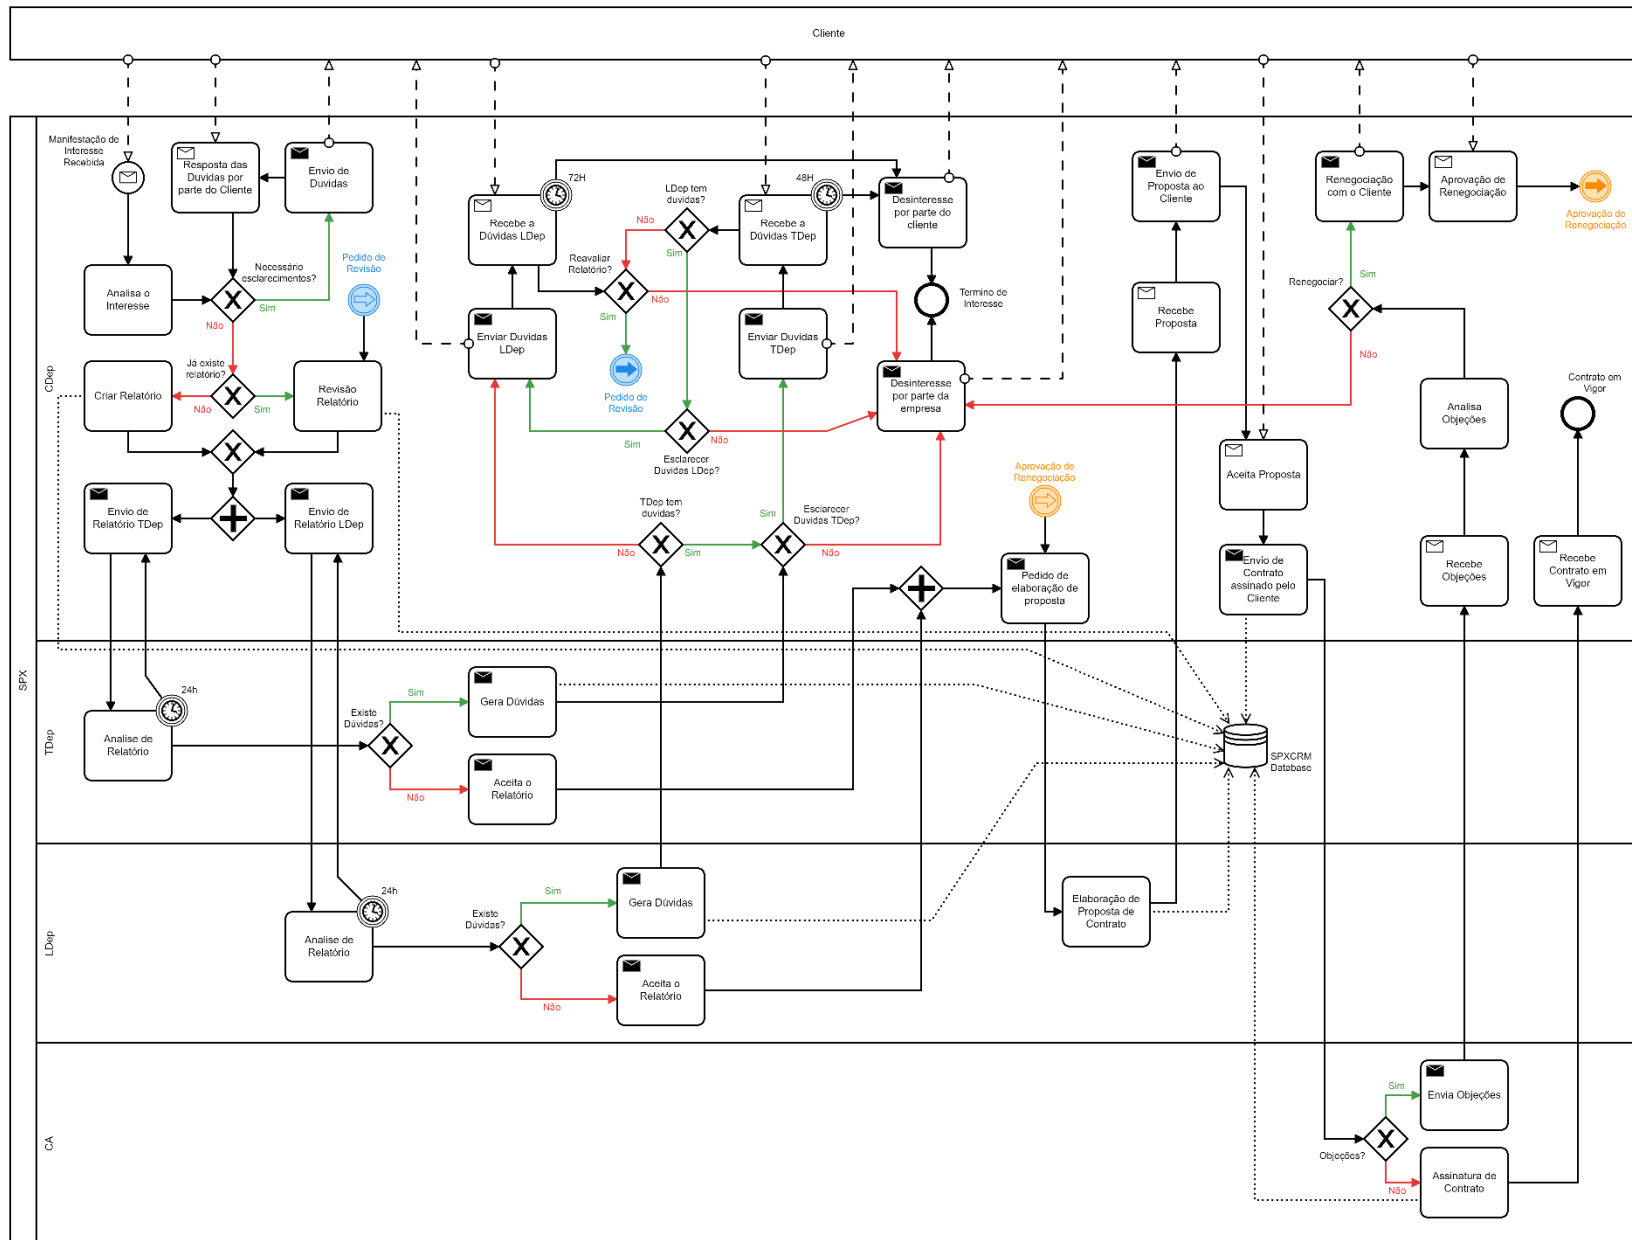 Cliente
SPX
CDep
TDep
LDep
CA
Manifestação de
Interesse
Recebida
Resposta das
Duvidas por
parte do Cliente
Envio de
Duvidas
Analisa o
Interesse
Necessário
esclarecimentos?
Sim
Não
Pedido de
Revisão
Já existe
relatório?
Não
Sim
Criar Relatório
Revisão
Relatório
Envio de
Relatório TDep
Envio de
Relatório LDep
72H
Recebe a
Dúvidas LDep
Enviar Duvidas
LDep
LDep tem
duvidas?
Não
Sim
Reavaliar
Relatório?
Não
Sim
Pedido de
Revisão
48H
Recebe a
Dúvidas TDep
Enviar Duvidas
TDep
Desinteresse
por parte do
cliente
Termino de
Interesse
Desinteresse
por parte da
empresa
Sim
Não
Esclarecer
Duvidas LDep?
TDep tem
duvidas?
Não
Sim
Sim
Esclarecer
Duvidas TDep?
Não
Aprovação de
Renegociação
Pedido de
elaboração de
proposta
Envio de
Proposta ao
Cliente
Recebe
Proposta
Aceita Proposta
Envio de
Contrato
assinado pelo
Cliente
Renegociação
com o Cliente
Aprovação de
Renegociação
Aprovação de
Renegociação
Renegociar?
Sim
Não
Analisa
Objeções
Recebe
Objeções
Contrato em
Vigor
Recebe
Contrato em
Vigor
24h
Analise de
Relatório
Existe
Dúvidas?
Sim
Não
Gera Dúvidas
Aceita o
Relatório
SPXCRM
Database
24h
Analise de
Relatório
Existe
Dúvidas?
Sim
Não
Gera Dúvidas
Aceita o
Relatório
Elaboração de
Proposta de
Contrato
Objeções?
Sim
Não
Envia Objeções
Assinatura de
Contrato